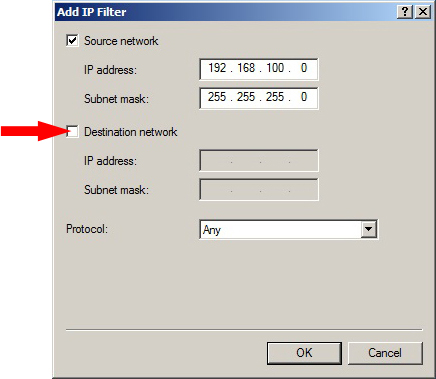 Add IP Filter
Source network
IP address: 192 . 168 . 100 . 0
Subnet mask: 255 . 255 . 255 . 0
Destination network
IP address: . . .
Subnet mask: . . .
Protocol: Any
OK Cancel